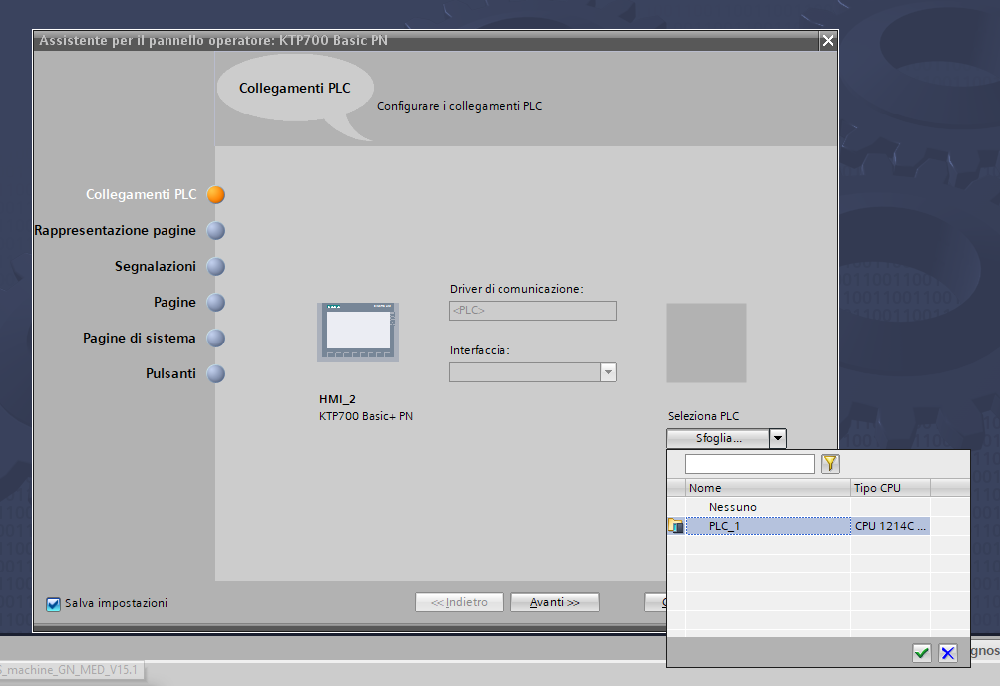 Assistente per il pannello operatore: KTP700 Basic PN
Collegamenti PLC
Configurare i collegamenti PLC
Collegamenti PLC
Rappresentazione pagine
Segnalazioni
Pagine
Pagine di sistema
Pulsanti
Driver di comunicazione:
<PLC>
Interfaccia:
HMI_2
KTP700 Basic+ PN
Seleziona PLC
Sfoglia...
Nome Tipo CPU
Nessuno
PLC_1 CPU 1214C ...
Salva impostazioni
<<Indietro
Avanti>>
gnos
_machine_GN_MED_V15.1